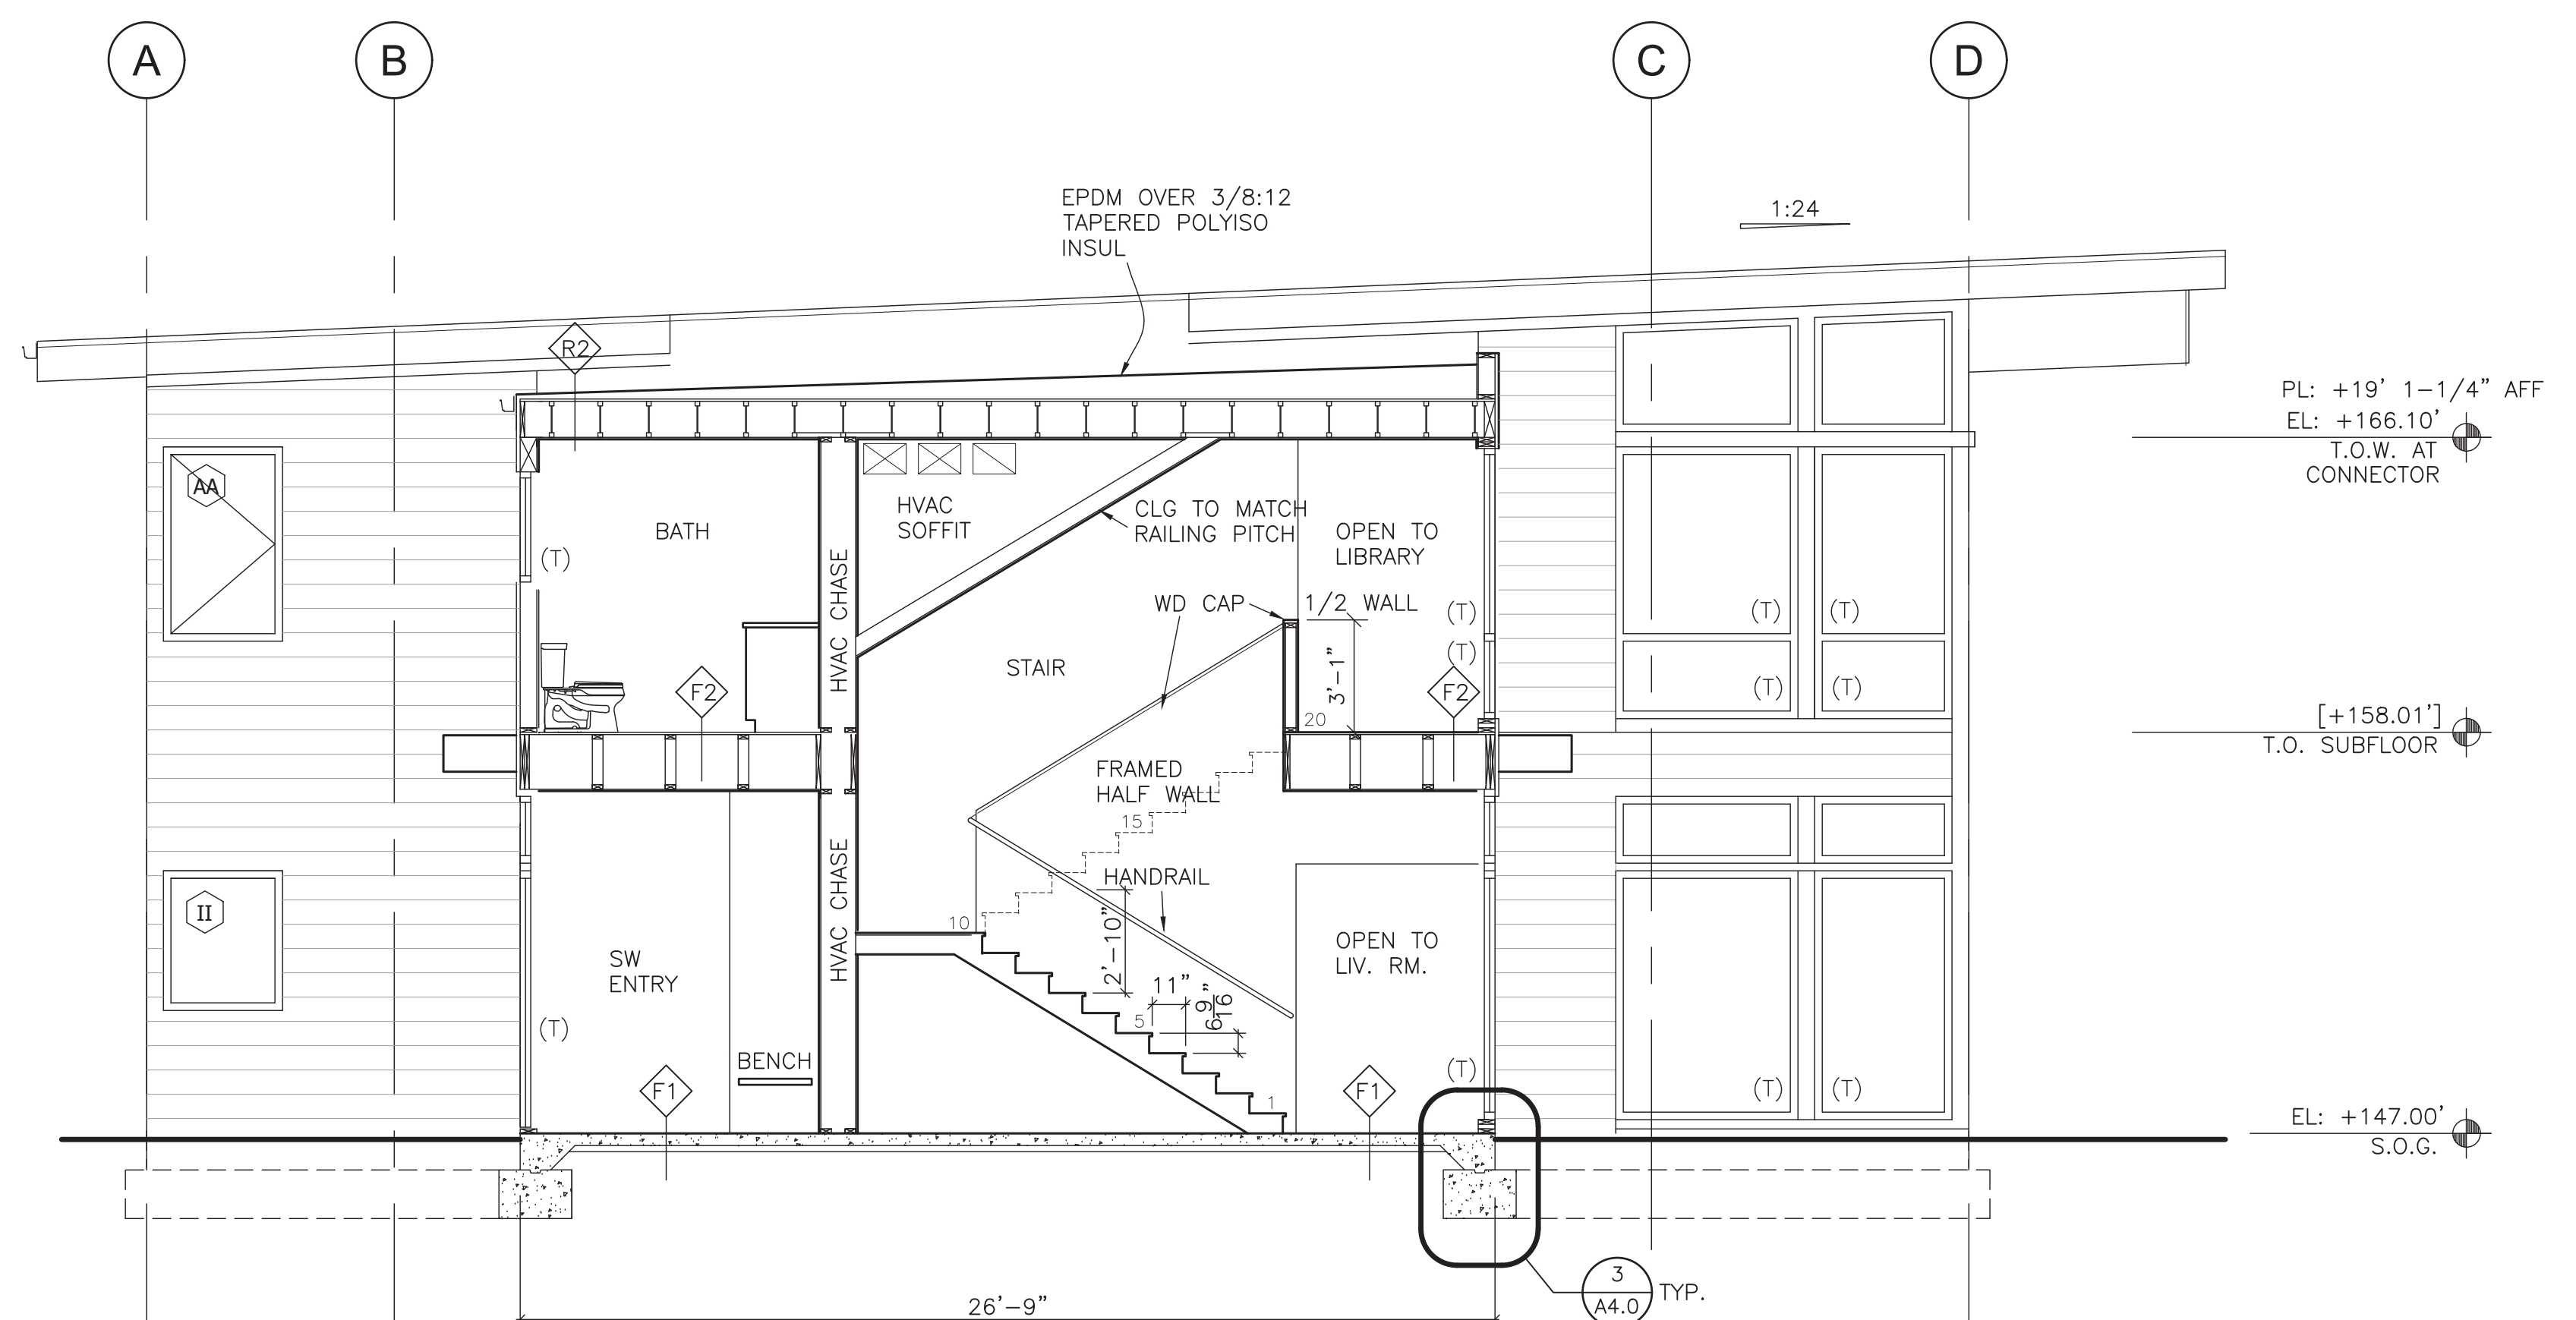 A
B
C
D
EPDM OVER 3/8:12
TAPERED POLYISO
INSUL
1:24
R2
PL: +19' 1-1/4" AFF
EL: +166.10'
T.O.W. AT
CONNECTOR
AA
(T)
BATH
HVAC CHASE
HVAC
SOFFIT
CLG TO MATCH
RAILING PITCH
OPEN TO
LIBRARY
WD CAP
1/2 WALL
(T)
(T)
(T)
(T)
STAIR
3'-1"
(T)
(T)
F2
F2
20
[+158.01']
T.O. SUBFLOOR
FRAMED
HALF WALL
15
HANDRAIL
II
10
2'-10"
HVAC CHASE
SW
ENTRY
OPEN TO
LIV. RM.
11"
6 9/16"
5
(T)
BENCH
F1
1
F1
(T)
(T)
(T)
EL: +147.00'
S.O.G.
3
A4.0
TYP.
26'-9"